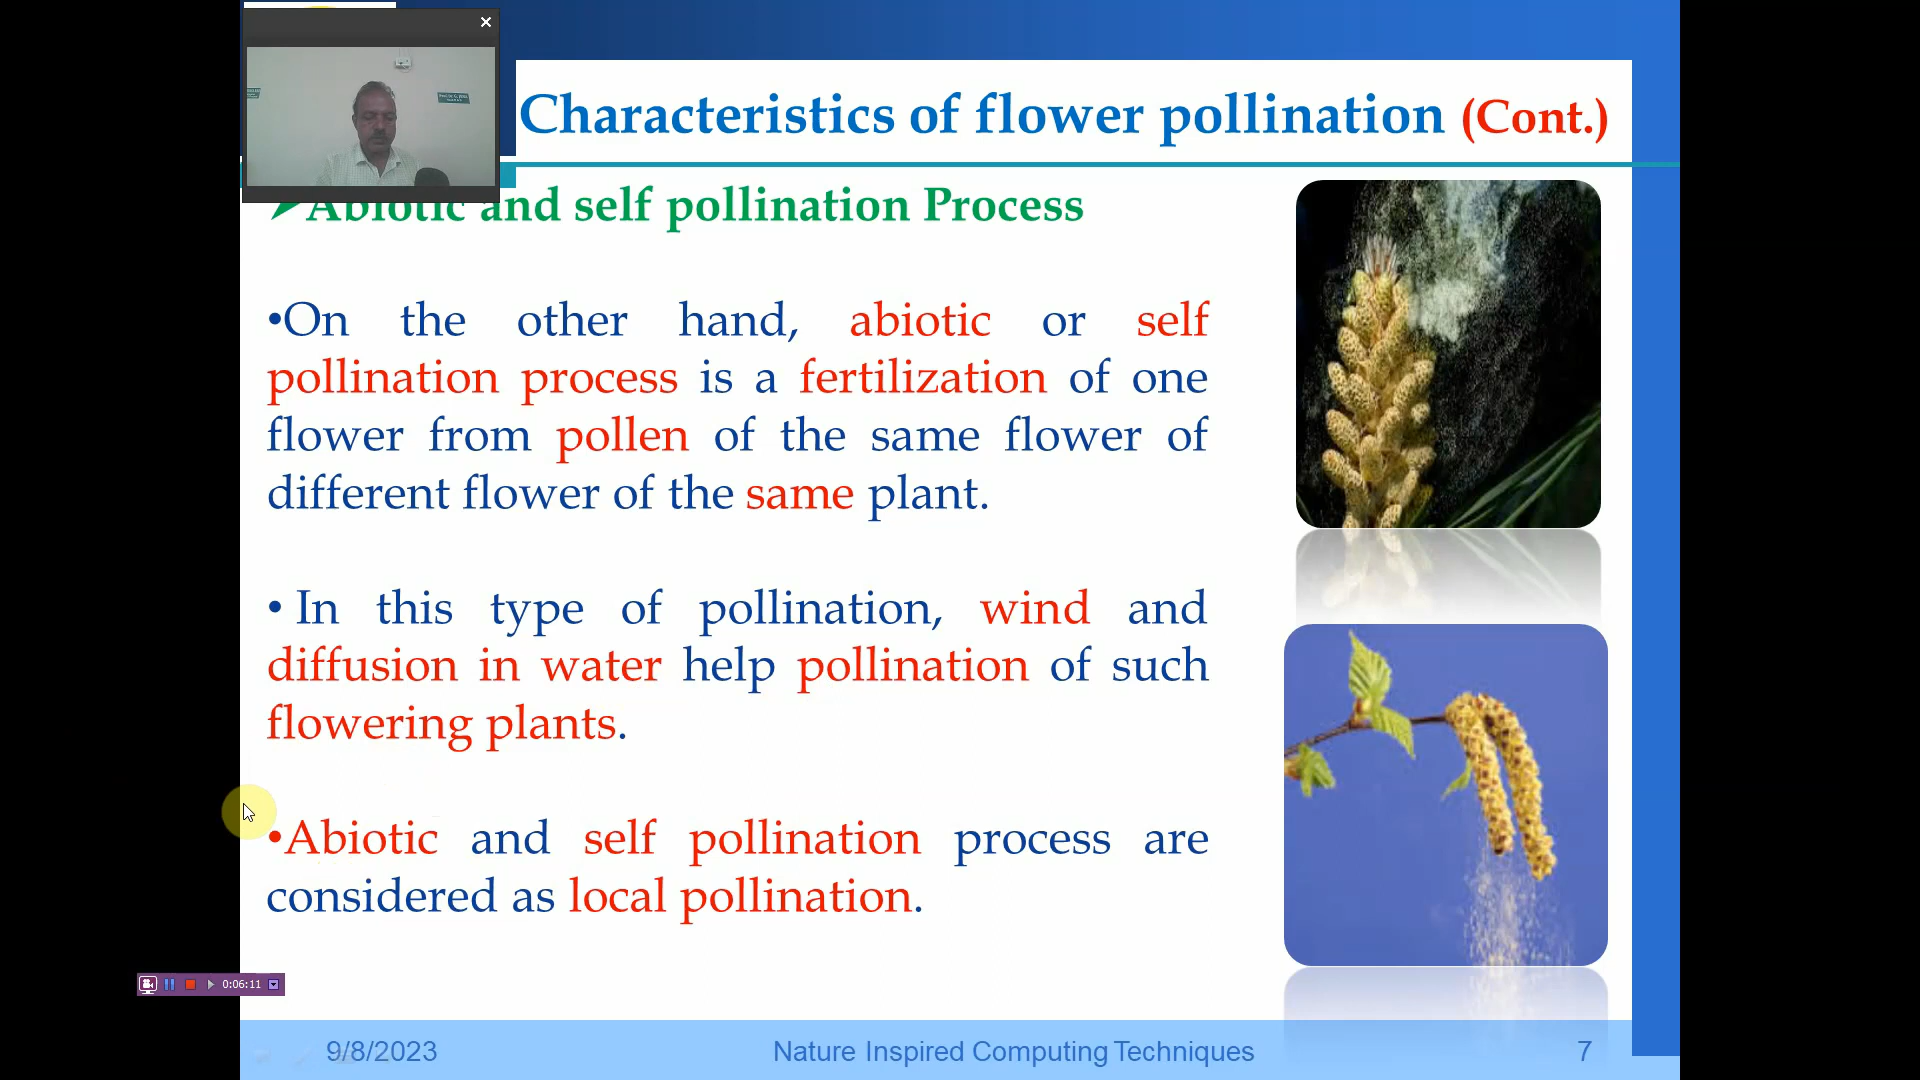 Characteristics of flower pollination (Cont.)
➢Abiotic and self pollination Process
•On the other hand, abiotic or self
pollination process is a fertilization of one
flower from pollen of the same flower of
different flower of the same plant.
• In this type of pollination, wind and
diffusion in water help pollination of such
flowering plants.
•Abiotic and self pollination process are
considered as local pollination.
0:06:11
9/8/2023
Nature Inspired Computing Techniques
7